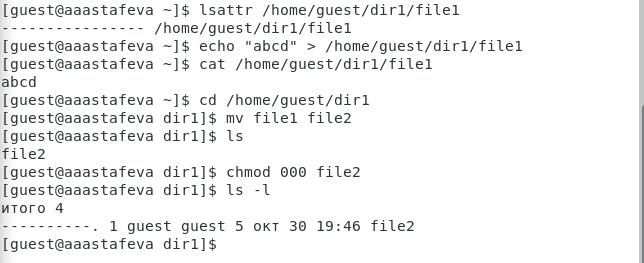 [guest@aaastafeva ~]$ lsattr /home/guest/dir1/file1
---------------- /home/guest/dir1/file1
[guest@aaastafeva ~]$ echo "abcd" > /home/guest/dir1/file1
[guest@aaastafeva ~]$ cat /home/guest/dir1/file1
abcd
[guest@aaastafeva ~]$ cd /home/guest/dir1
[guest@aaastafeva dir1]$ mv file1 file2
[guest@aaastafeva dir1]$ ls
file2
[guest@aaastafeva dir1]$ chmod 000 file2
[guest@aaastafeva dir1]$ ls -l
итого 4
----------. 1 guest guest 5 окт 30 19:46 file2
[guest@aaastafeva dir1]$